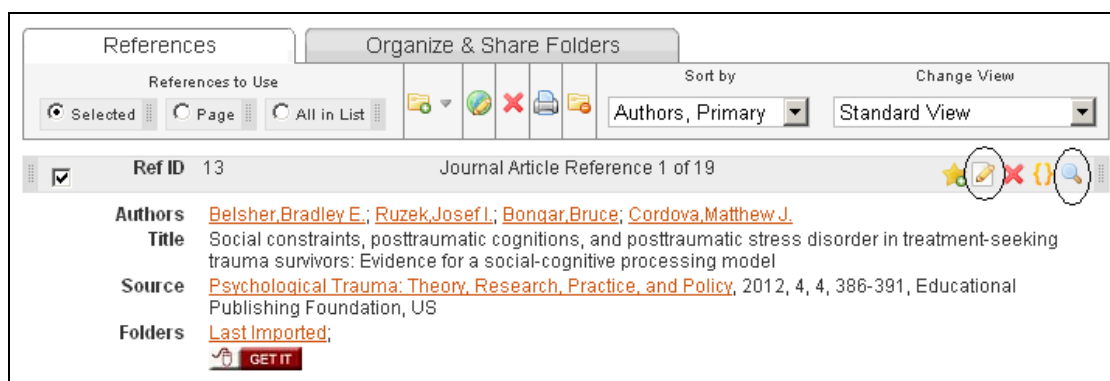 References
Organize & Share Folders
References to Use
Selected
Page
All in List
Sort by
Authors, Primary
Change View
Standard View
Ref ID 13 Journal Article Reference 1 of 19
Authors Belsher,Bradley E.; Ruzek,Josef I.; Bongar,Bruce; Cordova,Matthew J.
Title Social constraints, posttraumatic cognitions, and posttraumatic stress disorder in treatment-seeking
trauma survivors: Evidence for a social-cognitive processing model
Source Psychological Trauma: Theory, Research, Practice, and Policy, 2012, 4, 4, 386-391, Educational
Publishing Foundation, US
Folders Last Imported;
GET IT